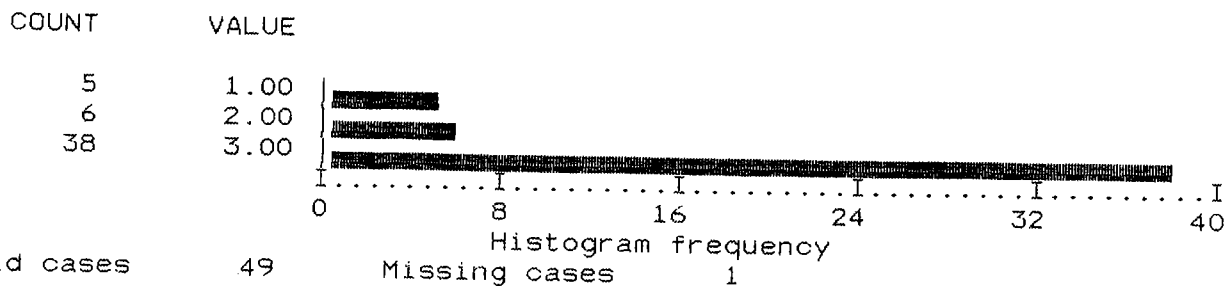 COUNT VALUE
5 1.00
6 2.00
38 3.00
0 8 16 24 32 40
Histogram frequency
d cases 49 Missing cases 1